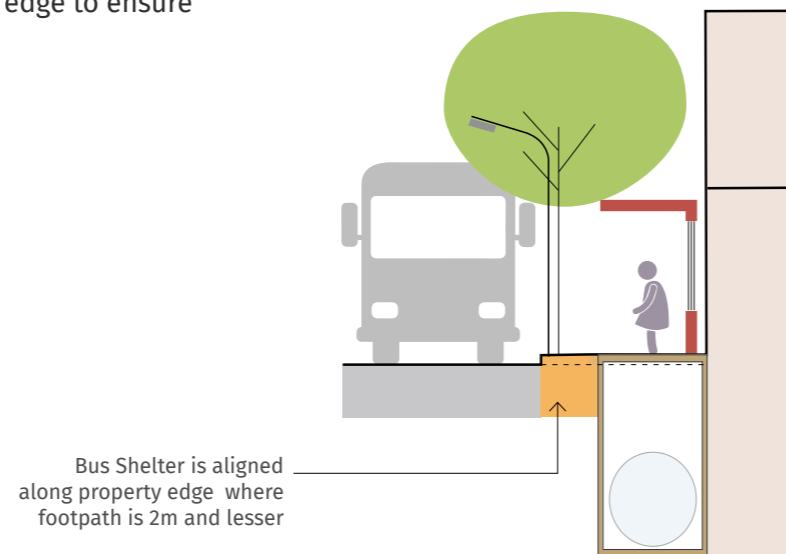 edge to ensure
Bus Shelter is aligned
along property edge where
footpath is 2m and lesser